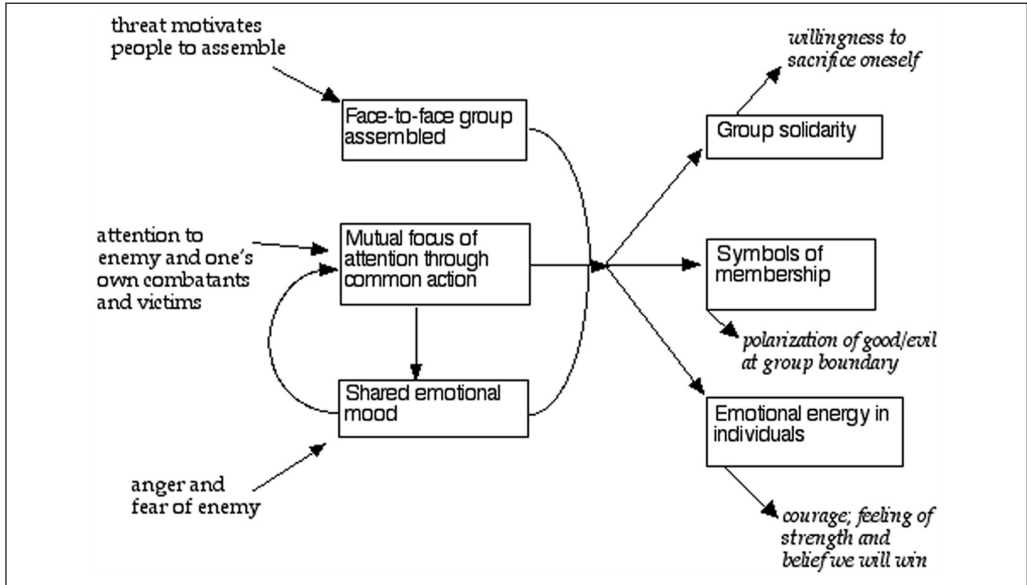 threat motivates
people to assemble
Face-to-face group
assembled
attention to
enemy and one's
own combatants
and victims
Mutual focus of
attention through
common action
Shared emotional
mood
anger and
fear of enemy
willingness to
sacrifice oneself
Group solidarity
Symbols of
membership
polarization of good/evil
at group boundary
Emotional energy in
individuals
courage; feeling of
strength and
belief we will win